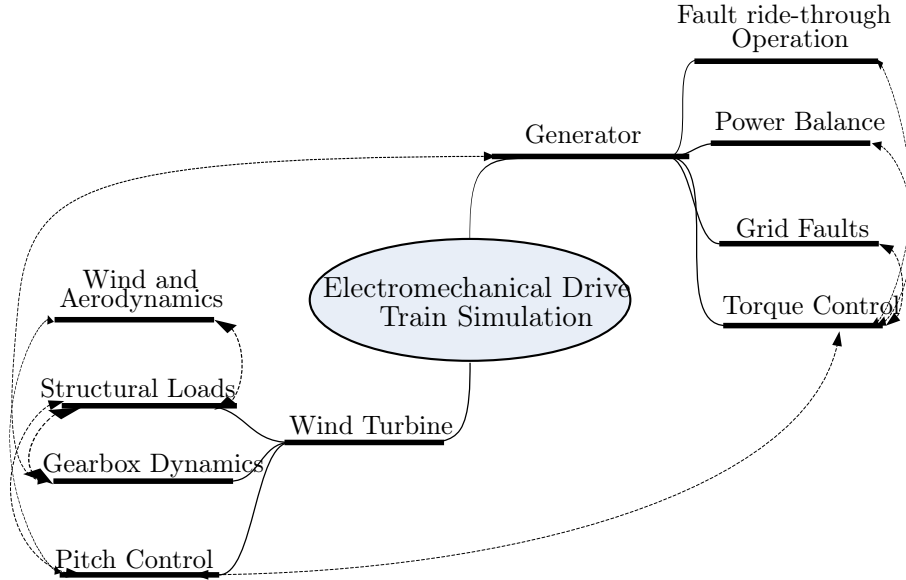 Fault ride-through
Operation
Power Balance
Generator
Grid Faults
Wind and
Aerodynamics
Electromechanical Drive
Train Simulation
Torque Control
Structural Loads
Wind Turbine
Gearbox Dynamics
Pitch Control